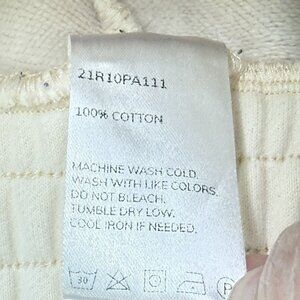 21R10PA111
100% COTTON
MACHINE WASH COLD.
WASH WITH LIKE COLORS.
DO NOT BLEACH.
TUMBLE DRY LOW.
COOL IRON IF NEEDED.
30
P